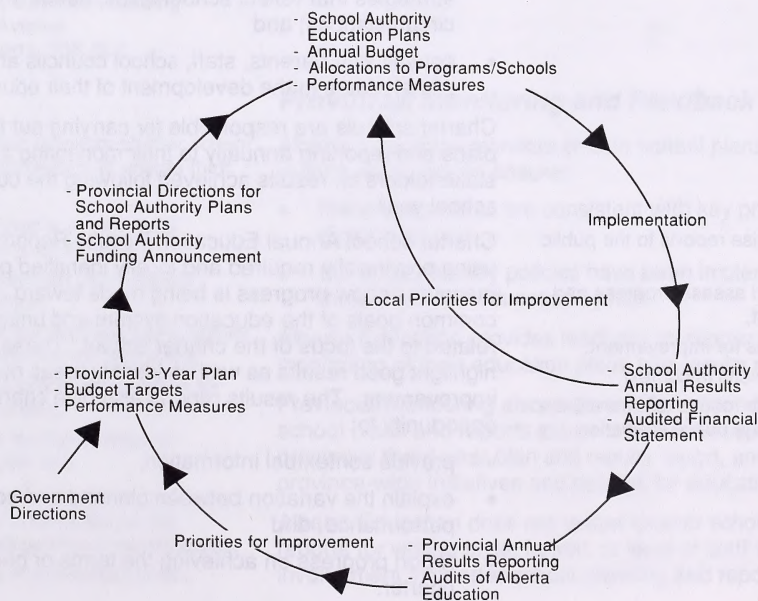 - School Authority
Education Plans
- Annual Budget
- Allocations to Programs/Schools
- Performance Measures
Implementation
- Provincial Directions for
School Authority Plans
and Reports
- School Authority
Funding Announcement
Local Priorities for Improvement
- Provincial 3-Year Plan
- Budget Targets
- Performance Measures
- School Authority
Annual Results
Reporting
- Audited Financial
Statement
Government
Directions
Priorities for Improvement
- Provincial Annual
Results Reporting
- Audits of Alberta
Education